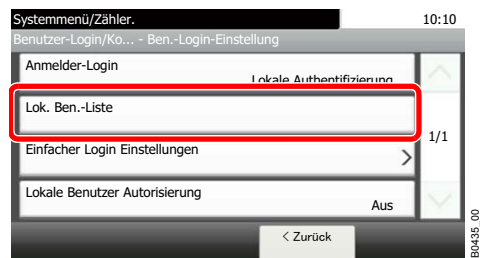 Systemmenü/Zähler. 10:10
Benutzer-Login/Ko... - Ben.-Login-Einstellung
Anmelder-Login
Lokale Authentifizierung
Lok. Ben.-Liste
1/1
Einfacher Login Einstellungen
Lokale Benutzer Autorisierung
Aus
< Zurück
B0435_00